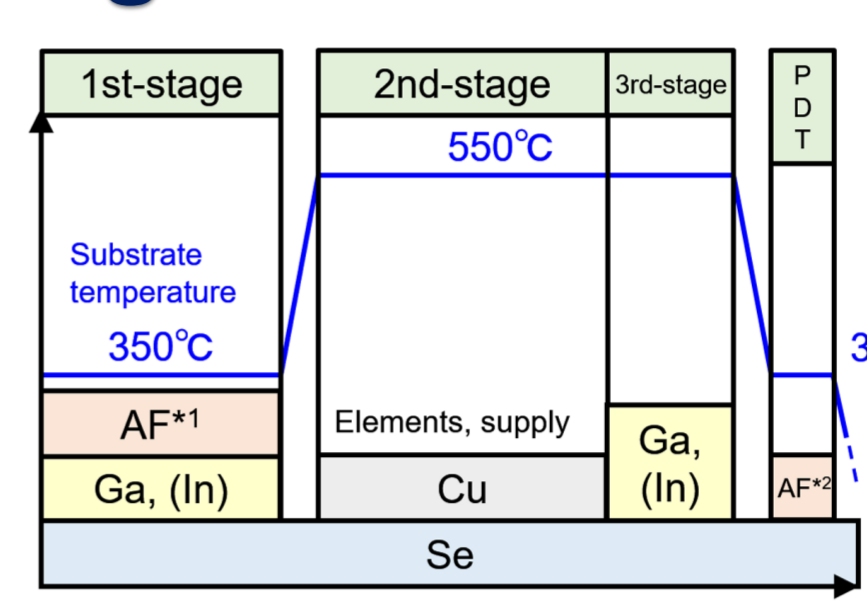 1st-stage
2nd-stage
3rd-stage
P
D
T
550℃
Substrate
temperature
350℃
3
AF*1
Elements, supply
Ga,
(In)
Ga, (In)
Cu
AF*2
Se